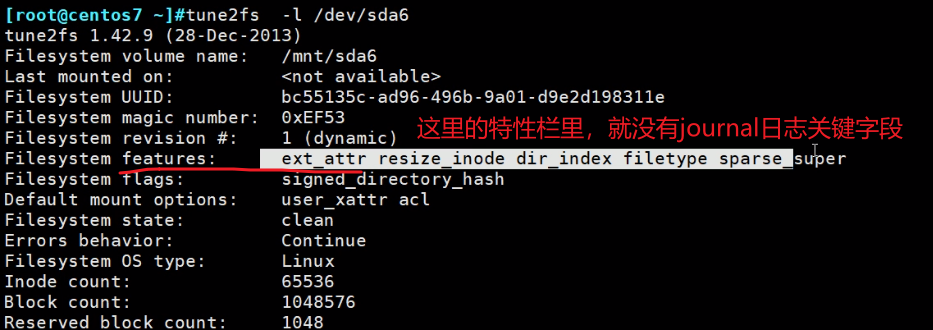 [root@centos7 ~]#tune2fs  -l /dev/sda6
tune2fs 1.42.9 (28-Dec-2013)
Filesystem volume name:   /mnt/sda6
Last mounted on:          <not available>
Filesystem UUID:          bc55135c-ad96-496b-9a01-d9e2d198311e
Filesystem magic number:  0xEF53
Filesystem revision #:    1 (dynamic)
这里的特性栏里，就没有journal日志关键字段
Filesystem features:      ext_attr resize_inode dir_index filetype sparse_super
Filesystem flags:         signed_directory_hash
Default mount options:    user_xattr acl
Filesystem state:         clean
Errors behavior:          Continue
Filesystem OS type:       Linux
Inode count:              65536
Block count:              1048576
Reserved block count:     1048